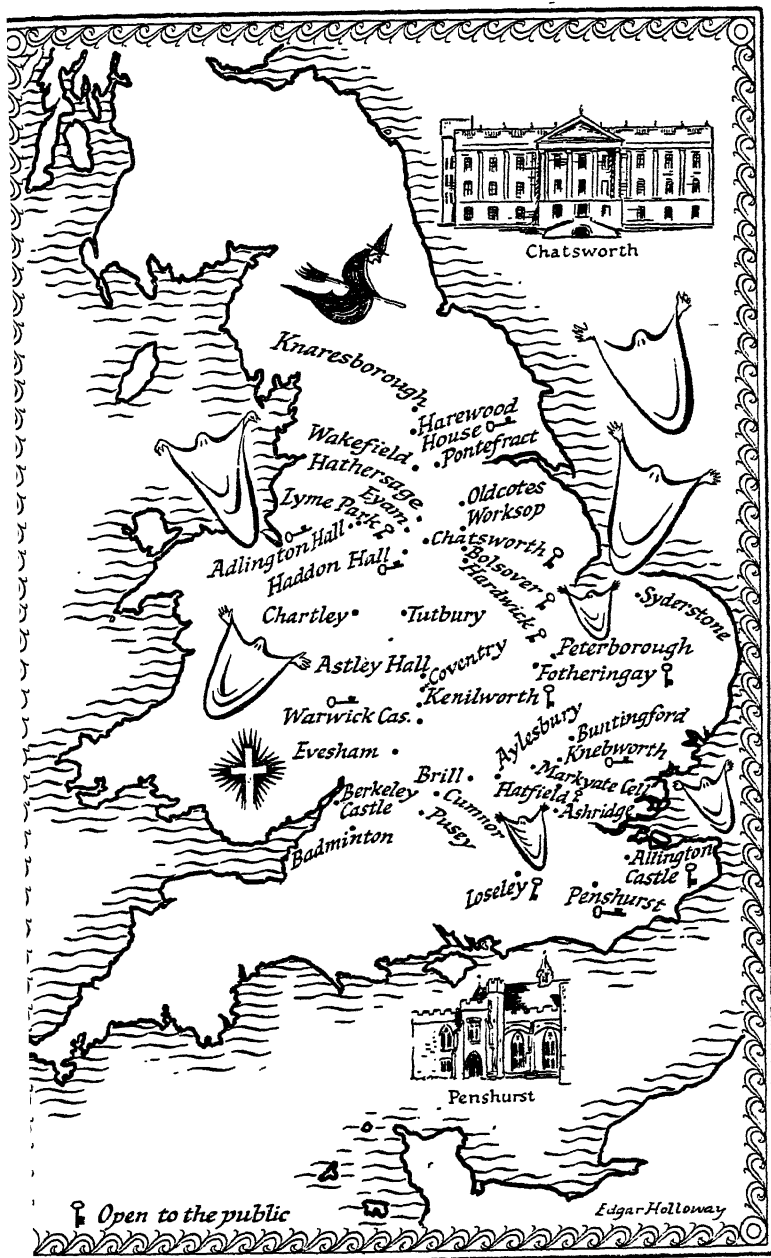 Chatsworth
Knaresborough
Harewood
House
Pontefract
Wakefield
Hathersage
Eyam
Lyme Park
Oldcotes
Worksop
Adlington Hall
Chatsworth
Haddon Hall
Bolsover
Hardwick
Syderstone
Chartley
Tutbury
Peterborough
Astley Hall
Coventry
Fotheringay
Kenilworth
Warwick Cas.
Aylesbury
Buntingford
Evesham
Knebworth
Brill
Markyate Cell
Hatfield
Berkeley
Castle
Cumnor
Ashridge
Pusey
Badminton
Allington
Castle
Loseley
Penshurst
Penshurst
Open to the public
Edgar Holloway